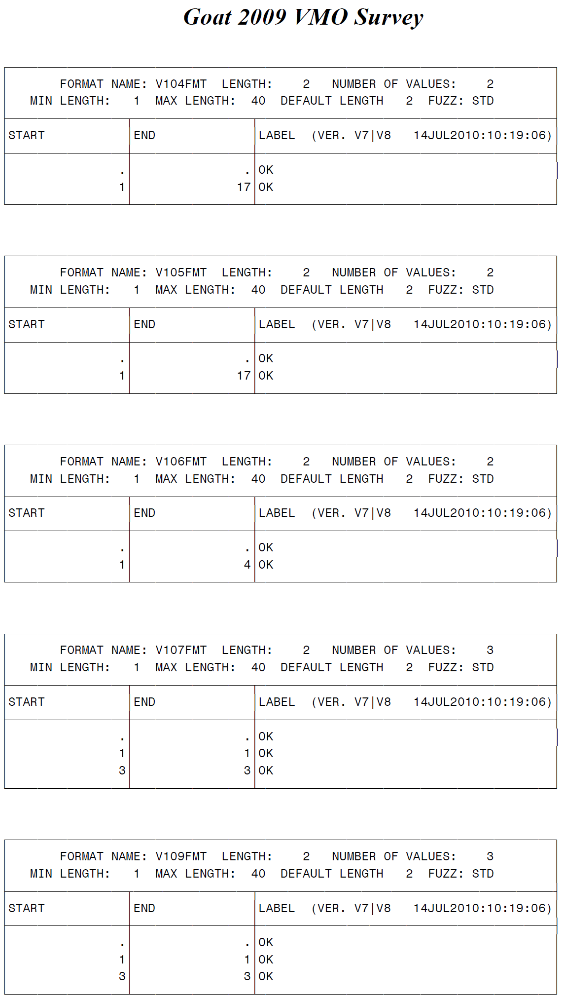 Goat 2009 VMO Survey
FORMAT NAME: V104FMT LENGTH: 2 NUMBER OF VALUES: 2
MIN LENGTH: 1 MAX LENGTH: 40 DEFAULT LENGTH 2 FUZZ: STD
START END LABEL (VER. V7|V8 14JUL2010:10:19:06)
. . OK
1 17 OK
FORMAT NAME: V105FMT LENGTH: 2 NUMBER OF VALUES: 2
MIN LENGTH: 1 MAX LENGTH: 40 DEFAULT LENGTH 2 FUZZ: STD
START END LABEL (VER. V7|V8 14JUL2010:10:19:06)
. . OK
1 17 OK
FORMAT NAME: V106FMT LENGTH: 2 NUMBER OF VALUES: 2
MIN LENGTH: 1 MAX LENGTH: 40 DEFAULT LENGTH 2 FUZZ: STD
START END LABEL (VER. V7|V8 14JUL2010:10:19:06)
. . OK
1 4 OK
FORMAT NAME: V107FMT LENGTH: 2 NUMBER OF VALUES: 3
MIN LENGTH: 1 MAX LENGTH: 40 DEFAULT LENGTH 2 FUZZ: STD
START END LABEL (VER. V7|V8 14JUL2010:10:19:06)
. . OK
1 1 OK
3 3 OK
FORMAT NAME: V109FMT LENGTH: 2 NUMBER OF VALUES: 3
MIN LENGTH: 1 MAX LENGTH: 40 DEFAULT LENGTH 2 FUZZ: STD
START END LABEL (VER. V7|V8 14JUL2010:10:19:06)
. . OK
1 1 OK
3 3 OK